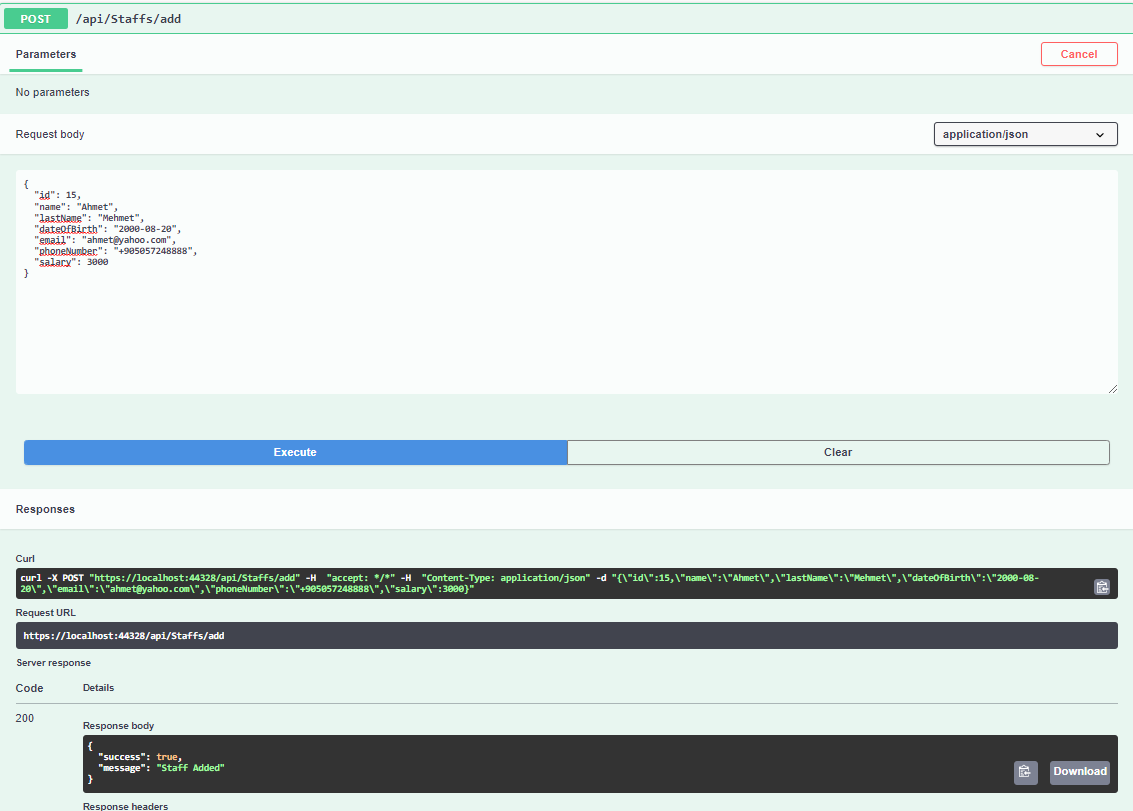 POST /api/Staffs/add
Parameters
Cancel
No parameters
Request body
application/json
{
"id": 15,
"name": "Ahmet",
"lastName": "Mehmet",
"dateOfBirth": "2000-08-20",
"email": "ahmet@yahoo.com",
"phoneNumber": "+905057248888",
"salary": 3000
}
Execute
Clear
Responses
Curl
curl -X POST "https://localhost:44328/api/Staffs/add" -H  "accept: */*" -H  "Content-Type: application/json" -d "{\"id\":15,\"name\":\"Ahmet\",\"lastName\":\"Mehmet\",\"dateOfBirth\":\"2000-08-
20\",\"email\":\"ahmet@yahoo.com\",\"phoneNumber\":\"+905057248888\",\"salary\":3000}"
Request URL
https://localhost:44328/api/Staffs/add
Server response
Code Details
200
Response body
{
"success": true,
"message": "Staff Added"
}
Download
Response headers